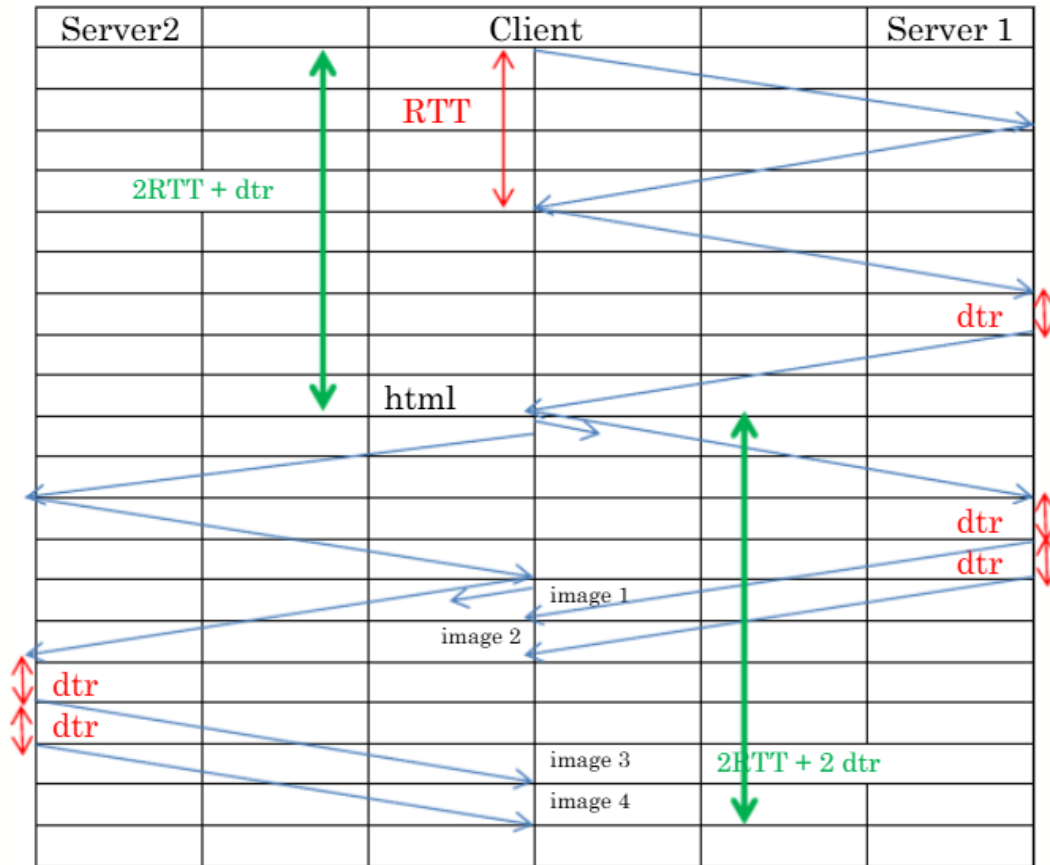 Server2 Client Server 1
RTT
2RTT + dtr
dtr
html
dtr
dtr
image 1
image 2
dtr
dtr
image 3
2RTT + 2 dtr
image 4